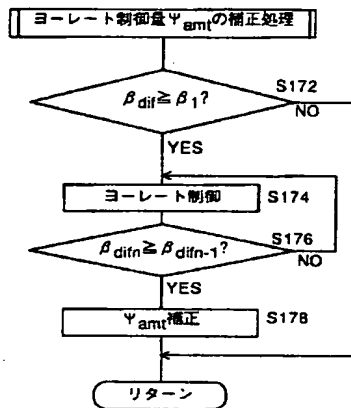 ヨーレート制御量Ψamtの補正処理
βdif≧β1?
S172
NO
YES
ヨーレート制御
S174
βdifn≧βdifn-1?
S176
NO
YES
Ψamt補正
S178
リターン